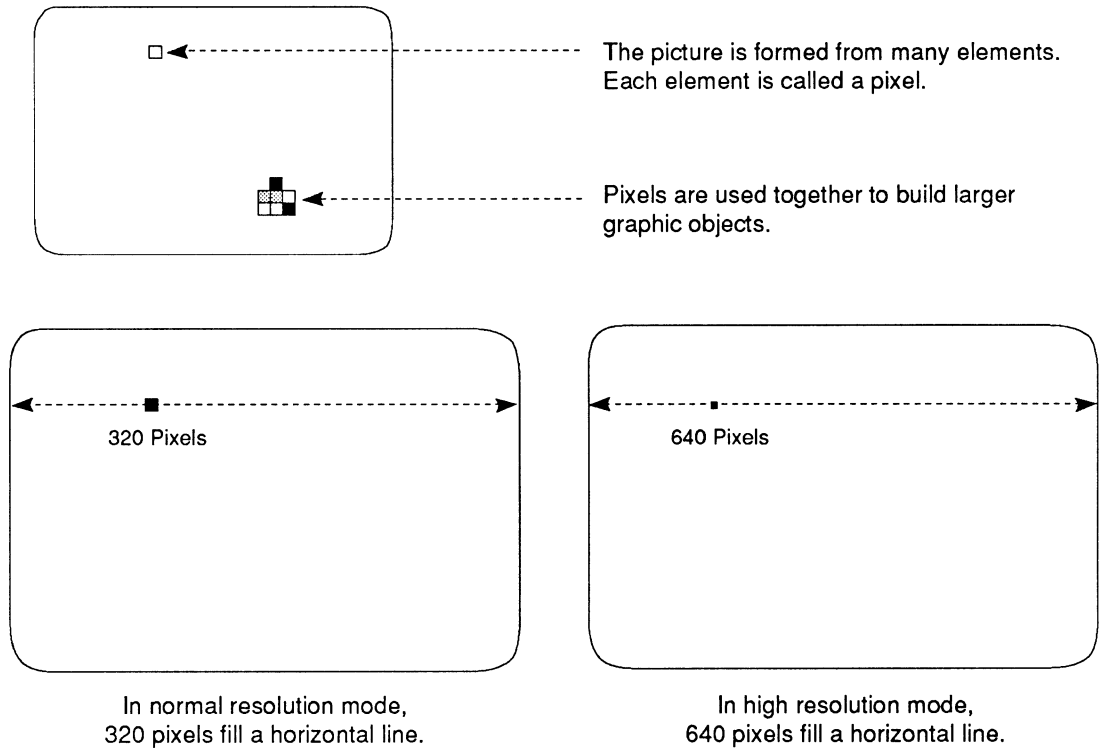 The picture is formed from many elements.
Each element is called a pixel.
Pixels are used together to build larger
graphic objects.
320 Pixels
640 Pixels
In normal resolution mode,
320 pixels fill a horizontal line.
In high resolution mode,
640 pixels fill a horizontal line.